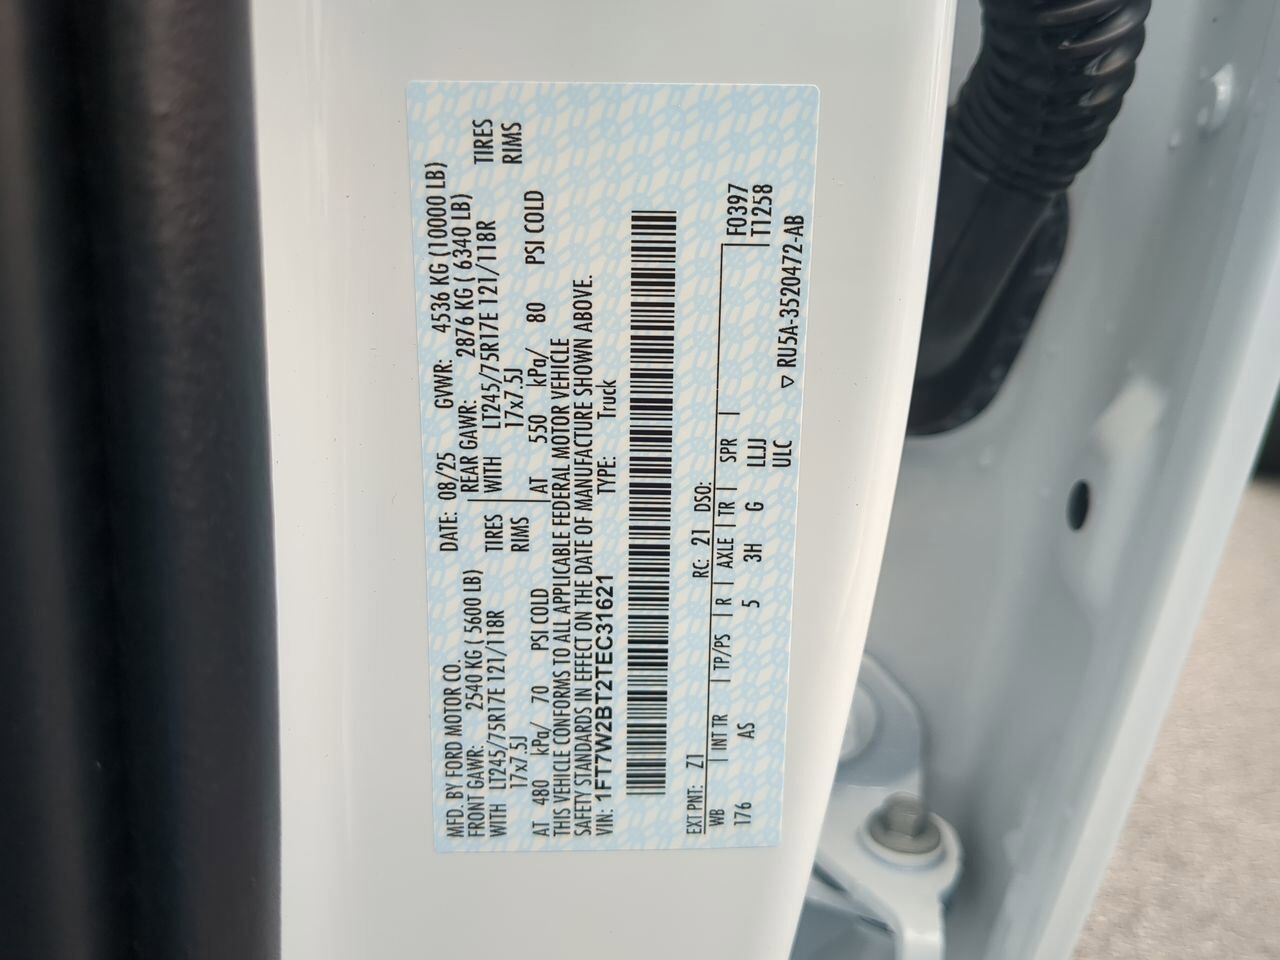 MFD. BY FORD MOTOR CO.
DATE: 08/25 GVWR: 4536 KG (10000 LB)
FRONT GAWR: 2540 KG ( 5600 LB)
REAR GAWR: 2876 KG ( 6340 LB)
WITH LT245/75R17E 121/118R TIRES
WITH LT245/75R17E 121/118R TIRES
17x7.5J RIMS
17x7.5J RIMS
AT 480 kPa/ 70 PSI COLD
AT 550 kPa/ 80 PSI COLD
THIS VEHICLE CONFORMS TO ALL APPLICABLE FEDERAL MOTOR VEHICLE
SAFETY STANDARDS IN EFFECT ON THE DATE OF MANUFACTURE SHOWN ABOVE.
VIN: 1FT7W2BT2TEC31621 TYPE: Truck
EXT PNT: Z1 RC: 21 DSO:
WB | INT TR | TP/PS | R | AXLE | TR | SPR | F0397
176 AS 5 3H G LLJJ T1258
ULC
▽ RU5A-3520472-AB